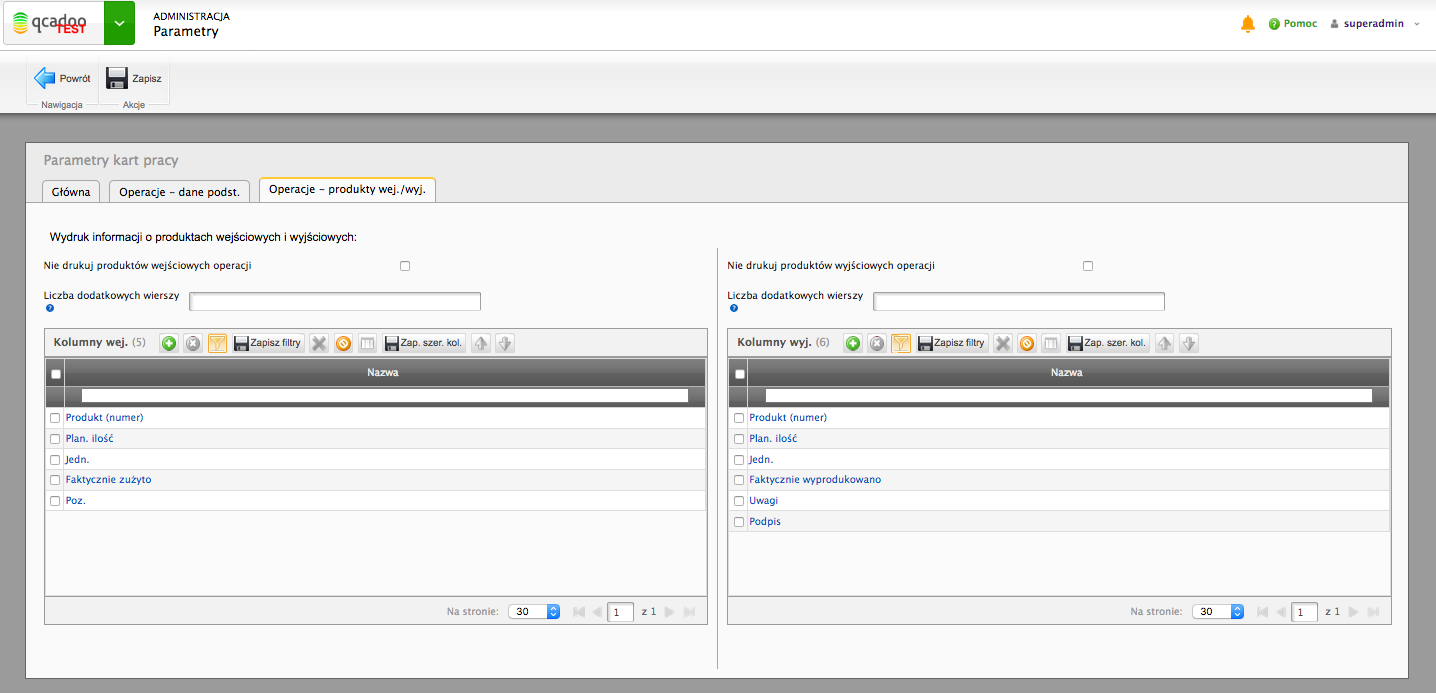 qcadoo
TEST
ADMINISTRACJA
Parametry
Pomoc
superadmin
Powrót
Zapisz
Nawigacja
Akcje
Parametry kart pracy
Główna
Operacje - dane podst.
Operacje - produkty wej./wyj.
Wydruk informacji o produktach wejściowych i wyjściowych:
Nie drukuj produktów wejściowych operacji
Liczba dodatkowych wierszy
Kolumny wej. (5)
Zapisz filtry
Zap. szer. kol.
Nazwa
Produkt (numer)
Plan. ilość
Jedn.
Faktycznie zużyto
Poz.
Na stronie: 30 1 z 1
Nie drukuj produktów wyjściowych operacji
Liczba dodatkowych wierszy
Kolumny wyj. (6)
Zapisz filtry
Zap. szer. kol.
Nazwa
Produkt (numer)
Plan. ilość
Jedn.
Faktycznie wyprodukowano
Uwagi
Podpis
Na stronie: 30 1 z 1